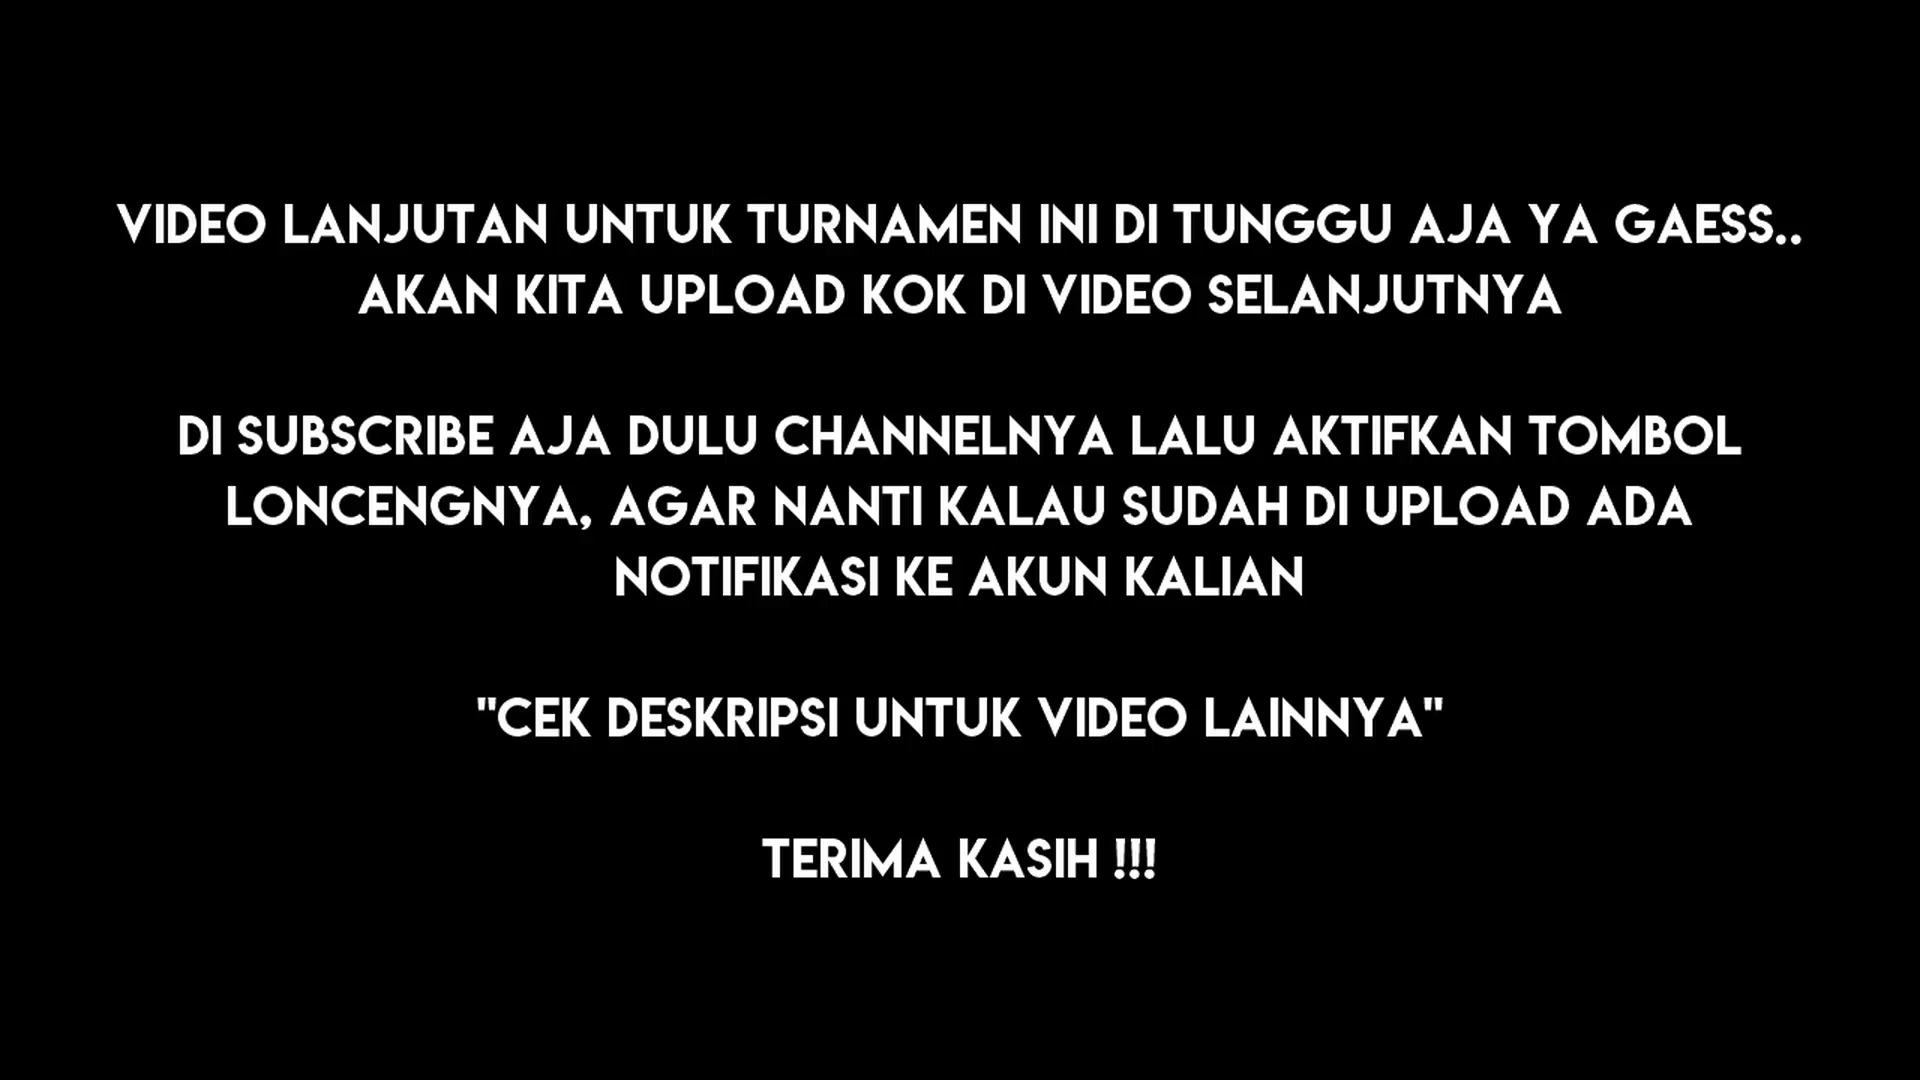 VIDEO LANJUTAN UNTUK TURNAMEN INI DI TUNGGU AJA YA GAESS..
AKAN KITA UPLOAD KOK DI VIDEO SELANJUTNYA
DI SUBSCRIBE AJA DULU CHANNELNYA LALU AKTIFKAN TOMBOL
LONCENGNYA, AGAR NANTI KALAU SUDAH DI UPLOAD ADA
NOTIFIKASI KE AKUN KALIAN
"CEK DESKRIPSI UNTUK VIDEO LAINNYA"
TERIMA KASIH !!!